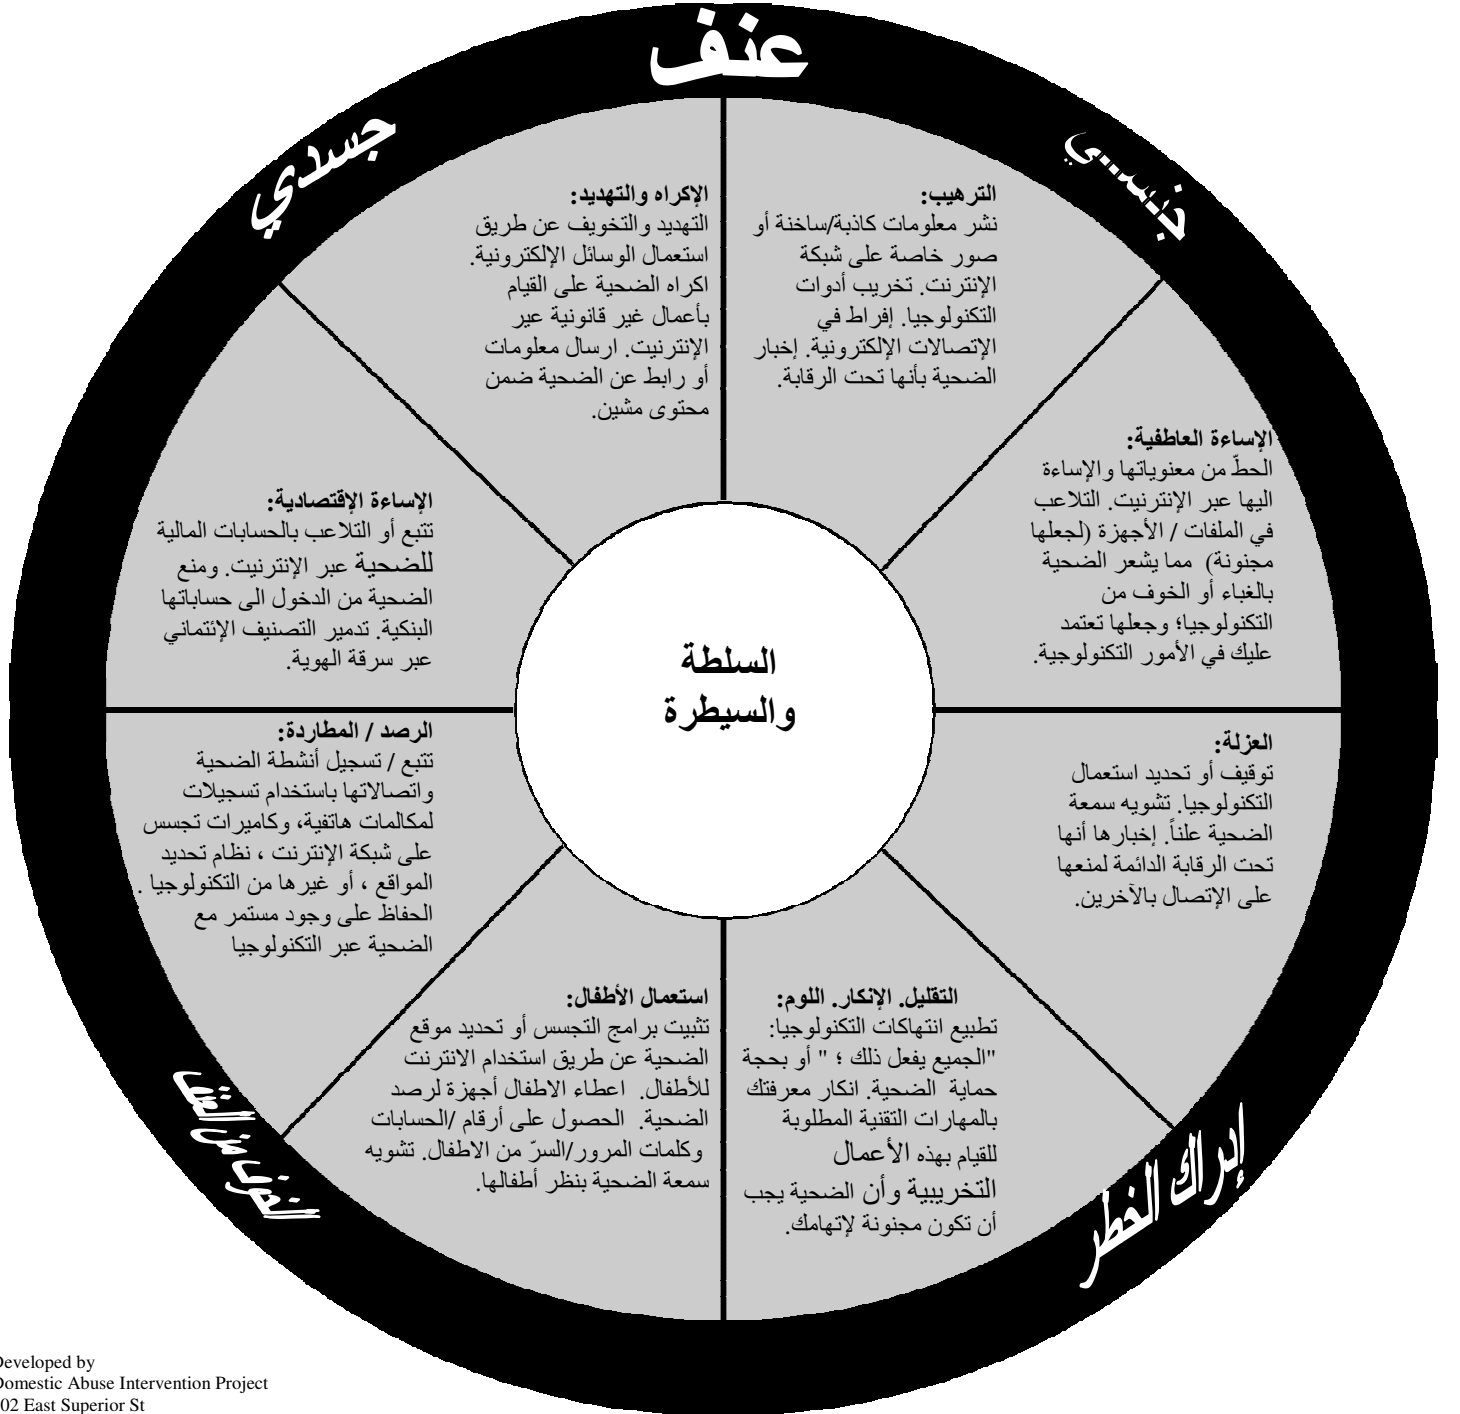 عنف
جسدي
جنسي
الترهيب:
نشر معلومات كاذبة/ساخنة أو
صور خاصة على شبكة
الإنترنت. تخريب أدوات
التكنولوجيا. إفراط في
الإتصالات الإلكترونية. إخبار
الضحية بأنها تحت الرقابة.
الإساءة العاطفية:
الحطّ من معنوياتها والإساءة
اليها عبر الإنترنيت. التلاعب
في الملفات / الأجهزة (لجعلها
مجنونة) مما يشعر الضحية
بالغباء أو الخوف من
التكنولوجيا؛ وجعلها تعتمد
عليك في الأمور التكنولوجية.
العزلة:
توقيف أو تحديد استعمال
التكنولوجيا. تشويه سمعة
الضحية علناً. إخبارها أنها
تحت الرقابة الدائمة لمنعها
على الإتصال بالآخرين.
التقليل. الإنكار. اللوم:
تطبيع انتهاكات التكنولوجيا:
"الجميع يفعل ذلك ؛ " أو بحجة
حماية الضحية. انكار معرفتك
بالمهارات التقنية المطلوبة
للقيام بهذه الأعمال
التخريبية وأن الضحية يجب
أن تكون مجنونة لإتهامك.
استعمال الأطفال:
تثبيت برامج التجسس أو تحديد موقع
الضحية عن طريق استخدام الانترنت
للأطفال. اعطاء الاطفال أجهزة لرصد
الضحية. الحصول على أرقام /الحسابات
وكلمات المرور/السرّ من الاطفال. تشويه
سمعة الضحية بنظر أطفالها.
الرصد / المطاردة:
تتبع / تسجيل أنشطة الضحية
واتصالاتها باستخدام تسجيلات
لمكالمات هاتفية، وكاميرات تجسس
على شبكة الإنترنت ، نظام تحديد
المواقع ، أو غيرها من التكنولوجيا .
الحفاظ على وجود مستمر مع
الضحية عبر التكنولوجيا
الإساءة الإقتصادية:
تتبع أو التلاعب بالحسابات المالية
للضحية عبر الإنترنيت. ومنع
الضحية من الدخول الى حساباتها
البنكية. تدمير التصنيف الإئتماني
عبر سرقة الهوية.
الإكراه والتهديد:
التهديد والتخويف عن طريق
استعمال الوسائل الإلكترونية.
اكراه الضحية على القيام
بأعمال غير قانونية عير
الإنترنيت. ارسال معلومات
أو رابط عن الضحية ضمن
محتوى مشين.
السلطة
والسيطرة
إدراك الخطر
الخوف من العنف
Developed by
Domestic Abuse Intervention Project
02 East Superior St